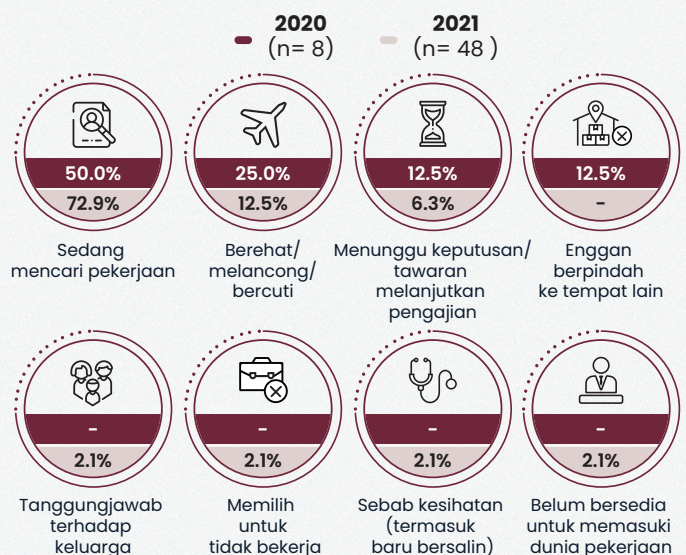 2020
(n= 8)
2021
(n= 48 )
50.0%
72.9%
Sedang
mencari pekerjaan
25.0%
12.5%
Berehat/
melancong/
bercuti
12.5%
6.3%
Menunggu keputusan/
tawaran
melanjutkan
pengajian
12.5%
-
Enggan
berpindah
ke tempat lain
-
2.1%
Tanggungjawab
terhadap
keluarga
-
2.1%
Memilih
untuk
tidak bekerja
-
2.1%
Sebab kesihatan
(termasuk
baru bersalin)
-
2.1%
Belum bersedia
untuk memasuki
dunia pekerjaan